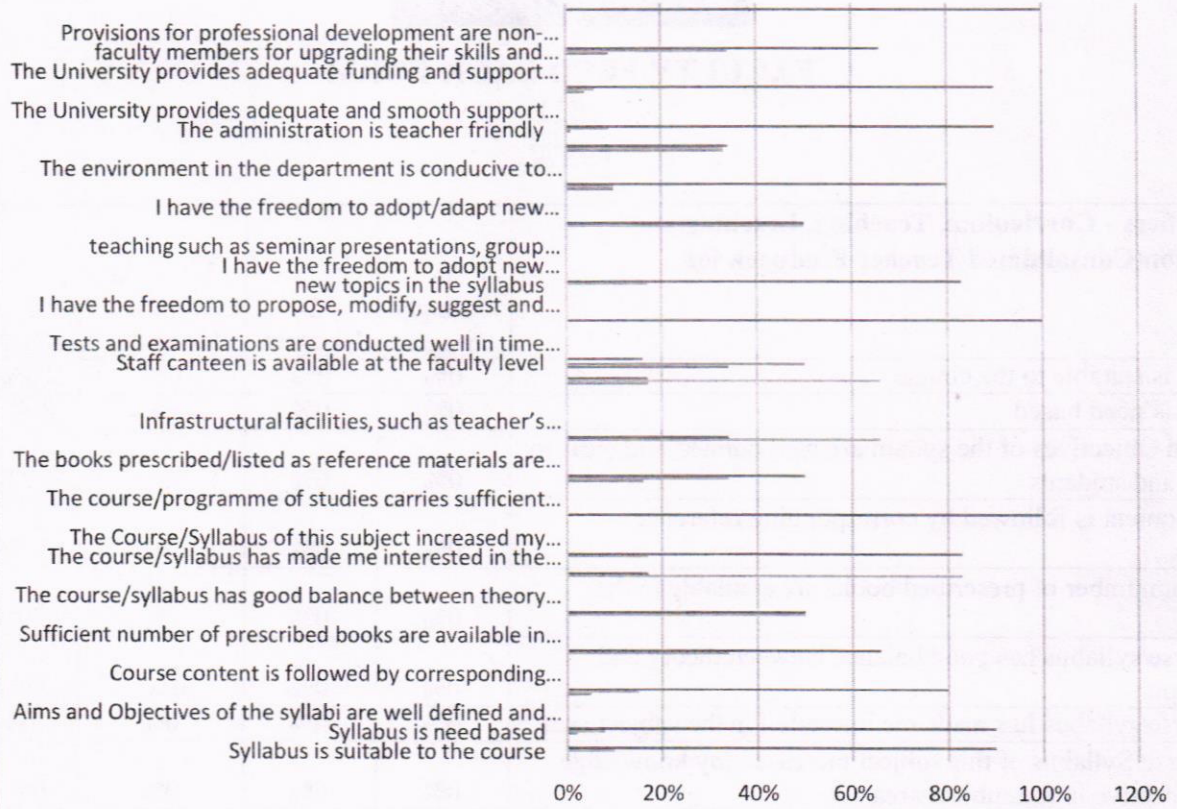 Provisions for professional development are non-...
faculty members for upgrading their skills and...
The University provides adequate funding and support...
The University provides adequate and smooth support...
The administration is teacher friendly
The environment in the department is conducive to...
I have the freedom to adopt/adapt new...
teaching such as seminar presentations, group...
I have the freedom to adopt new...
new topics in the syllabus
I have the freedom to propose, modify, suggest and...
Tests and examinations are conducted well in time...
Staff canteen is available at the faculty level
Infrastructural facilities, such as teacher's...
The books prescribed/listed as reference materials are...
The course/programme of studies carries sufficient...
The Course/Syllabus of this subject increased my...
The course/syllabus has made me interested in the...
The course/syllabus has good balance between theory...
Sufficient number of prescribed books are available in...
Course content is followed by corresponding...
Aims and Objectives of the syllabi are well defined and...
Syllabus is need based
Syllabus is suitable to the course
0% 20% 40% 60% 80% 100% 120%